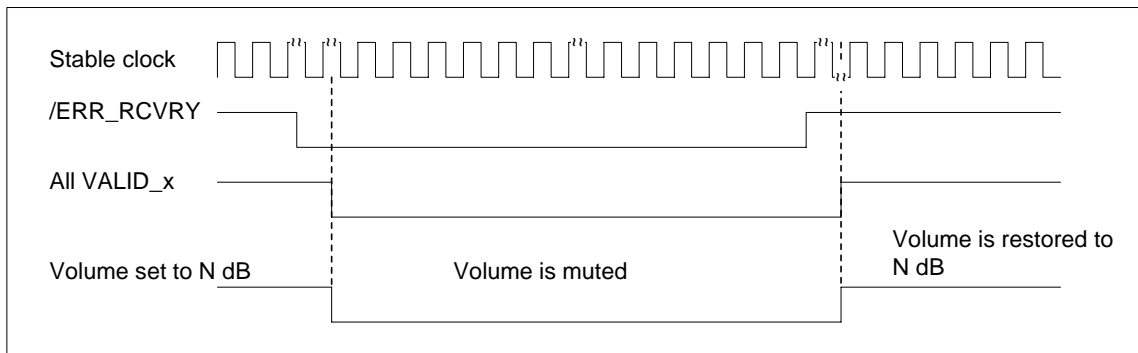 Stable clock
/ERR_RCVRY
All VALID_x
Volume set to N dB
Volume is muted
Volume is restored to
N dB